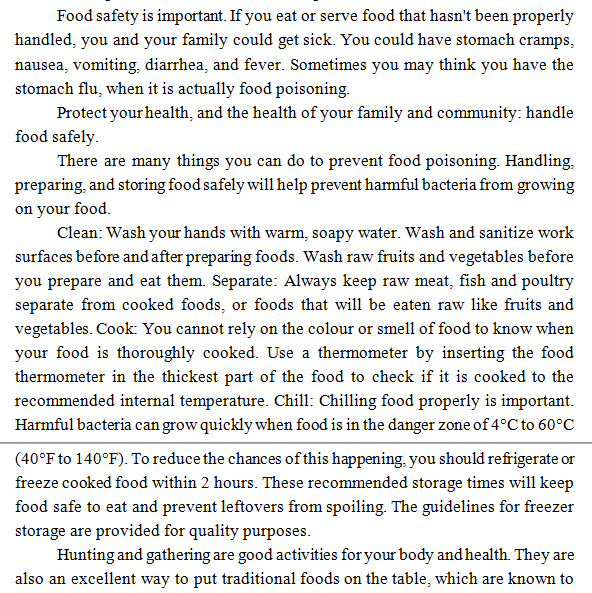 Food safety is important. If you eat or serve food that hasn't been properly
handled, you and your family could get sick. You could have stomach cramps,
nausea, vomiting, diarrhea, and fever. Sometimes you may think you have the
stomach flu, when it is actually food poisoning.
Protect your health, and the health of your family and community: handle
food safely.
There are many things you can do to prevent food poisoning. Handling,
preparing, and storing food safely will help prevent harmful bacteria from growing
on your food.
Clean: Wash your hands with warm, soapy water. Wash and sanitize work
surfaces before and after preparing foods. Wash raw fruits and vegetables before
you prepare and eat them. Separate: Always keep raw meat, fish and poultry
separate from cooked foods, or foods that will be eaten raw like fruits and
vegetables. Cook: You cannot rely on the colour or smell of food to know when
your food is thoroughly cooked. Use a thermometer by inserting the food
thermometer in the thickest part of the food to check if it is cooked to the
recommended internal temperature. Chill: Chilling food properly is important.
Harmful bacteria can grow quickly when food is in the danger zone of 4°C to 60°C
(40°F to 140°F). To reduce the chances of this happening, you should refrigerate or
freeze cooked food within 2 hours. These recommended storage times will keep
food safe to eat and prevent leftovers from spoiling. The guidelines for freezer
storage are provided for quality purposes.
Hunting and gathering are good activities for your body and health. They are
also an excellent way to put traditional foods on the table, which are known to